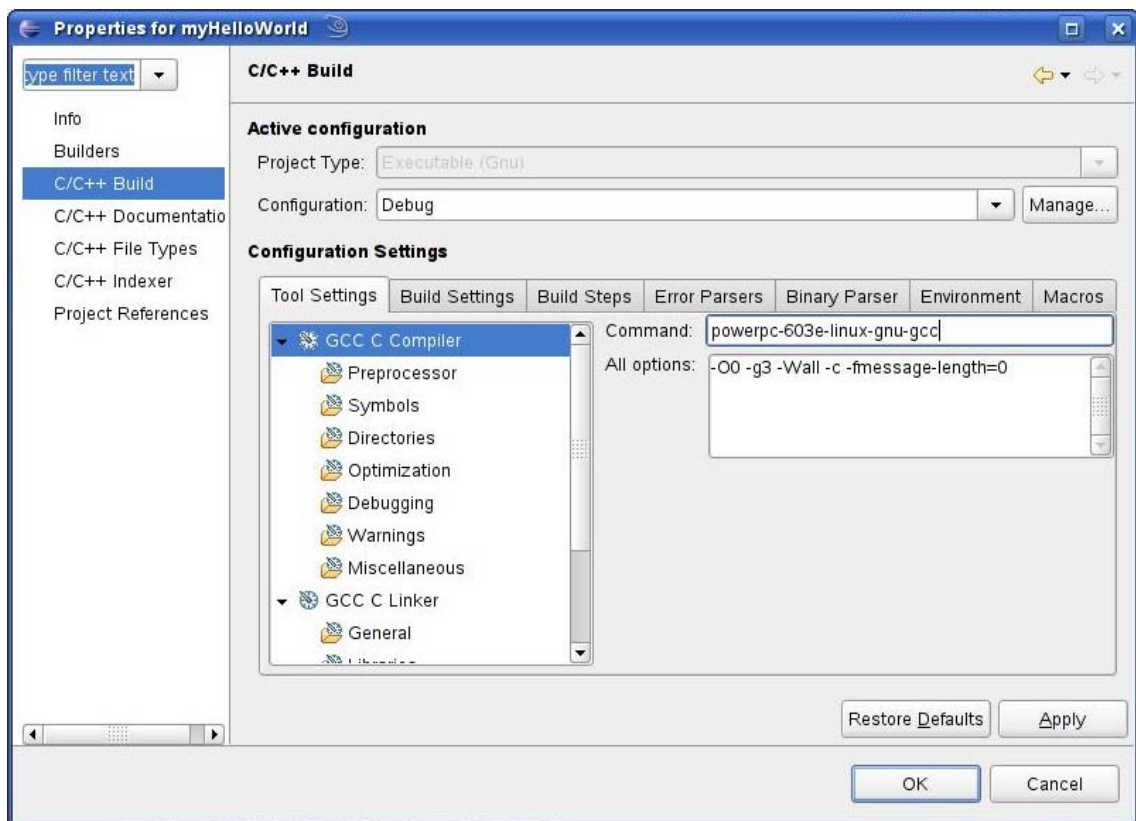 Properties for myHelloWorld
type filter text
Info
Builders
C/C++ Build
C/C++ Documentatio
C/C++ File Types
C/C++ Indexer
Project References
C/C++ Build
Active configuration
Project Type: Executable (Gnu)
Configuration: Debug Manage...
Configuration Settings
Tool Settings Build Settings Build Steps Error Parsers Binary Parser Environment Macros
GCC C Compiler
Preprocessor
Symbols
Directories
Optimization
Debugging
Warnings
Miscellaneous
GCC C Linker
General
Libraries
Command: powerpc-603e-linux-gnu-gcc
All options: -O0 -g3 -Wall -c -fmessage-length=0
Restore Defaults Apply
OK Cancel